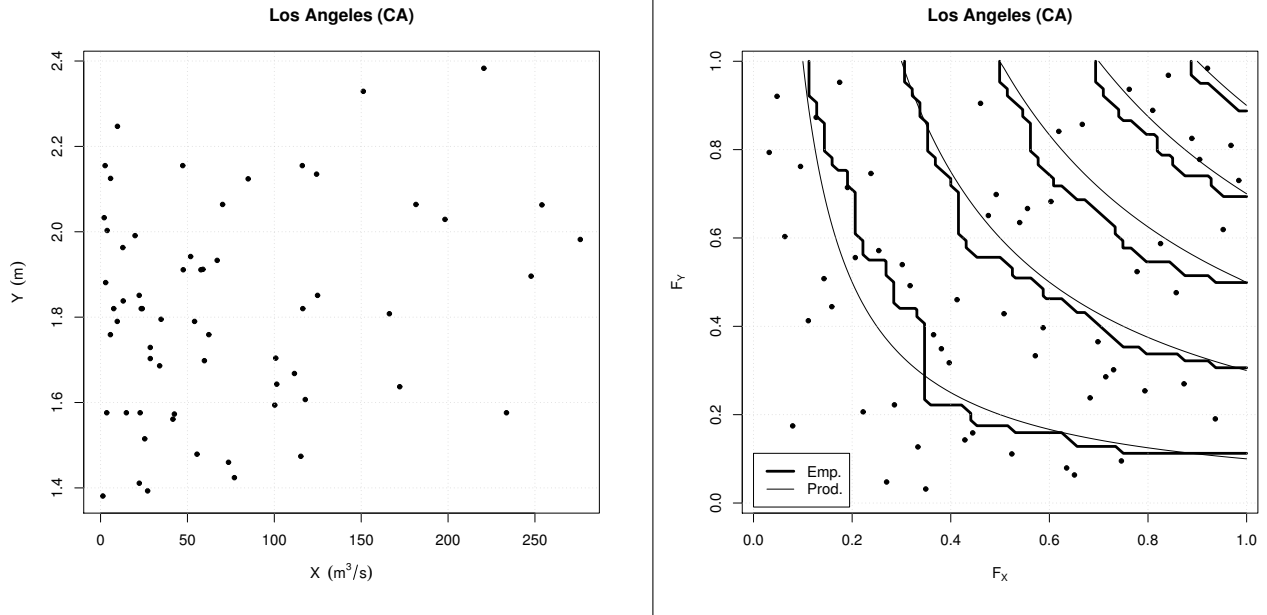 Los Angeles (CA)
2.4
2.2
2.0
1.8
1.6
1.4
Y (m)
0 50 100 150 200 250
X (m³/s)
Los Angeles (CA)
1.0
0.8
0.6
0.4
0.2
0.0
F_Y
Emp.
Prod.
0.0 0.2 0.4 0.6 0.8 1.0
F_X